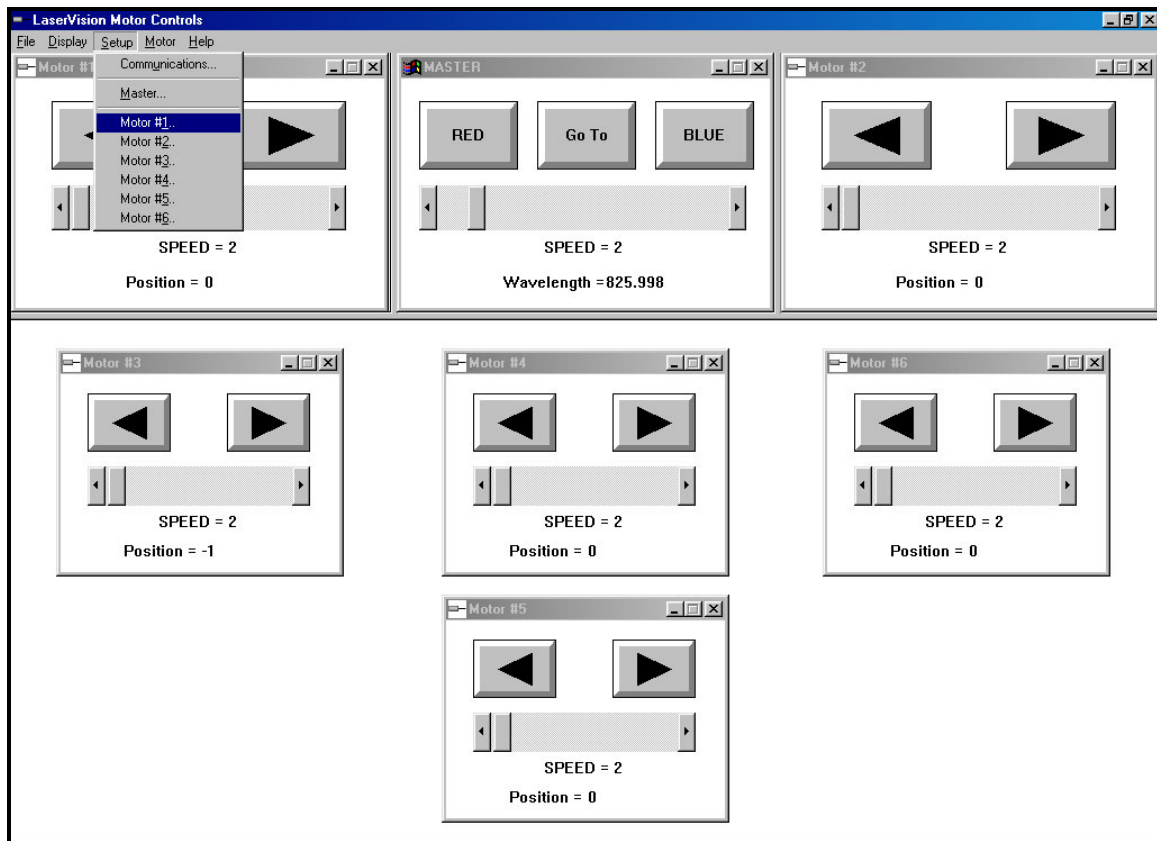 LaserVision Motor Controls
File Display Setup Motor Help
Communications...
Master...
Motor #1..
Motor #2..
Motor #3..
Motor #4..
Motor #5..
Motor #6..
Motor #1
SPEED = 2
Position = 0
MASTER
RED Go To BLUE
SPEED = 2
Wavelength =825.998
Motor #2
SPEED = 2
Position = 0
Motor #3
SPEED = 2
Position = -1
Motor #4
SPEED = 2
Position = 0
Motor #6
SPEED = 2
Position = 0
Motor #5
SPEED = 2
Position = 0